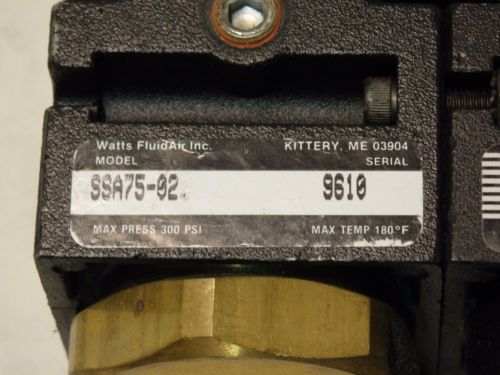 Watts FluidAir Inc. KITTERY, ME 03904
MODEL SERIAL
SSA75-02 9610
MAX PRESS 300 PSI MAX TEMP 180°F